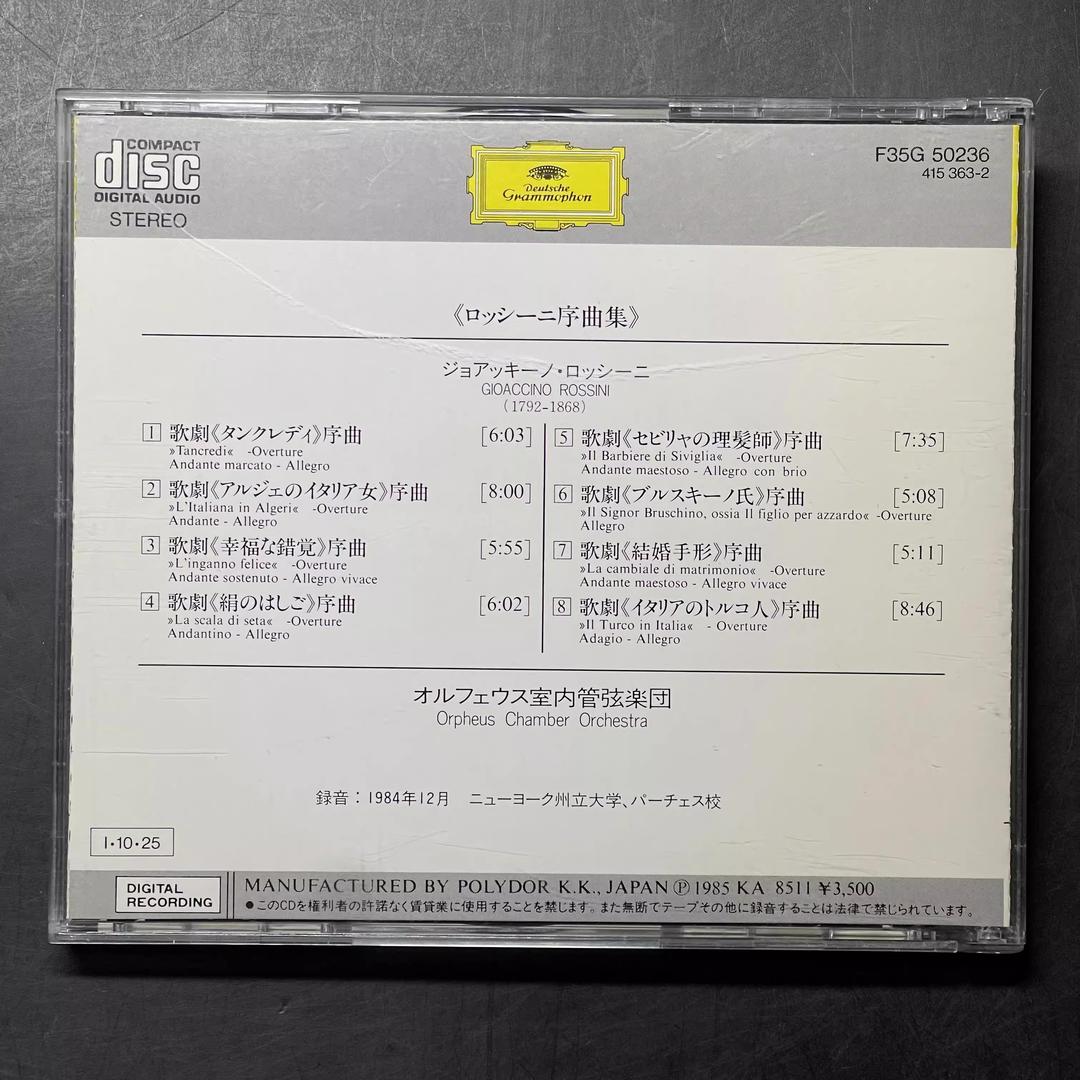 COMPACT
disc
DIGITAL AUDIO
STEREO
Deutsche
Grammophon
F35G 50236
415 363-2
《ロッシーニ序曲集》
ジョアッキーノ・ロッシーニ
GIOACCINO ROSSINI
(1792-1868)
1 歌劇《タンクレディ》序曲 [6:03]
»Tancredi« -Overture
Andante marcato - Allegro
2 歌劇《アルジェのイタリア女》序曲 [8:00]
»L'Italiana in Algeri« -Overture
Andante - Allegro
3 歌劇《幸福な錯覚》序曲 [5:55]
»L'inganno felice« -Overture
Andante sostenuto - Allegro vivace
4 歌劇《絹のはしご》序曲 [6:02]
»La scala di seta« -Overture
Andantino - Allegro
5 歌劇《セビリャの理髪師》序曲 [7:35]
»Il Barbiere di Siviglia« -Overture
Andante maestoso - Allegro con brio
6 歌劇《ブルスキーノ氏》序曲 [5:08]
»Il Signor Bruschino, ossia Il figlio per azzardo« -Overture
Allegro
7 歌劇《結婚手形》序曲 [5:11]
»La cambiale di matrimonio« -Overture
Andante maestoso - Allegro vivace
8 歌劇《イタリアのトルコ人》序曲 [8:46]
»Il Turco in Italia« - Overture
Adagio - Allegro
オルフェウス室内管弦楽団
Orpheus Chamber Orchestra
録音：1984年12月 ニューヨーク州立大学、パーチェス校
I・10・25
DIGITAL
RECORDING
MANUFACTURED BY POLYDOR K.K., JAPAN Ⓟ 1985 KA 8511 ¥3,500
●このCDを権利者の許諾なく賃貸業に使用することを禁じます。また無断でテープその他に録音することは法律で禁じられています。